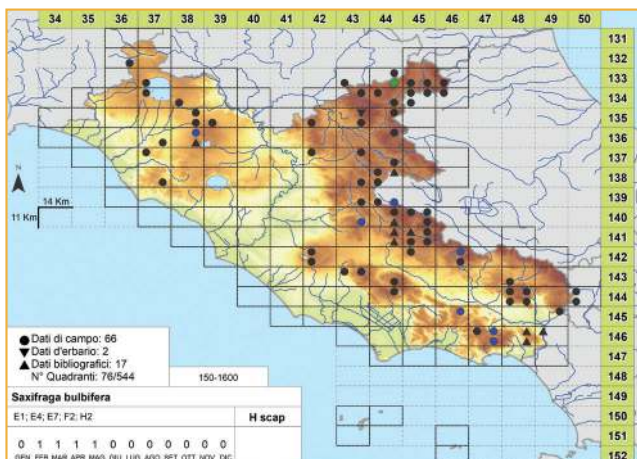 34 35 36 37 38 39 40 41 42 43 44 45 46 47 48 49 50
131
132
133
134
135
136
137
138
139
140
141
142
143
144
145
146
147
148
149
150
151
152
N
14 Km
11 Km
Dati di campo: 66
Dati d'erbario: 2
Dati bibliografici: 17
N° Quadranti: 76/544
150-1600
Saxifraga bulbifera
E1; E4; E7; F2; H2
H scap
0 1 1 1 1 0 0 0 0 0 0 0
GEN FEB MAR APR MAG GIU LUG AGO SET OTT NOV DIC